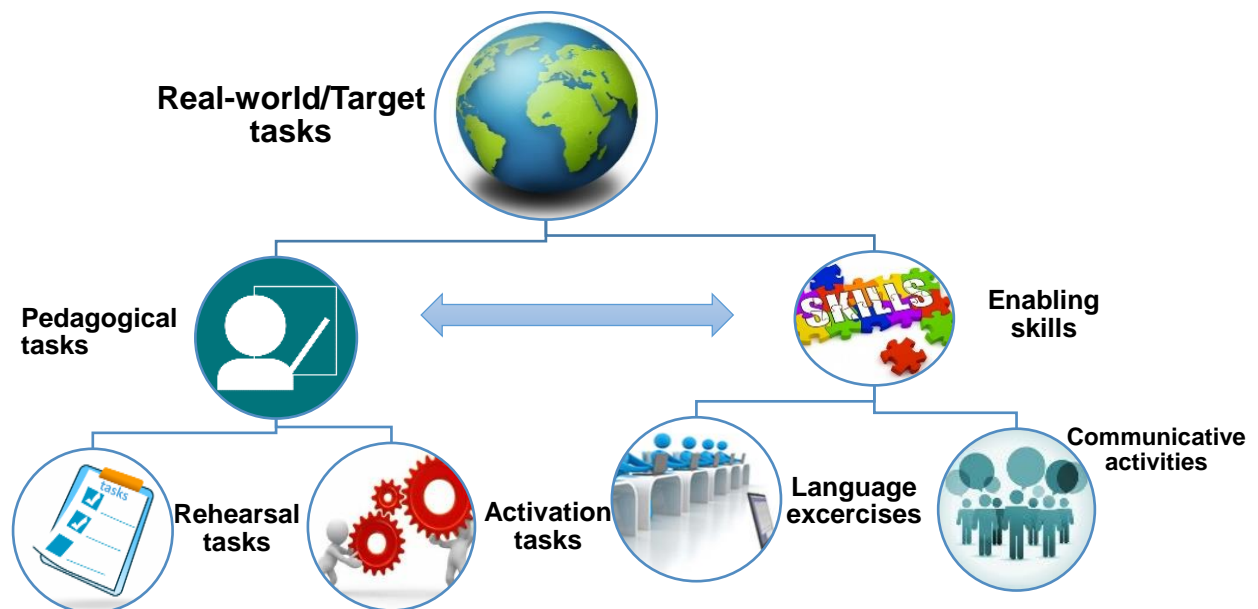 Real-world/Target
tasks
Pedagogical
tasks
SKILLS
Enabling
skills
tasks
Rehearsal
tasks
Activation
tasks
Language
excercises
Communicative
activities